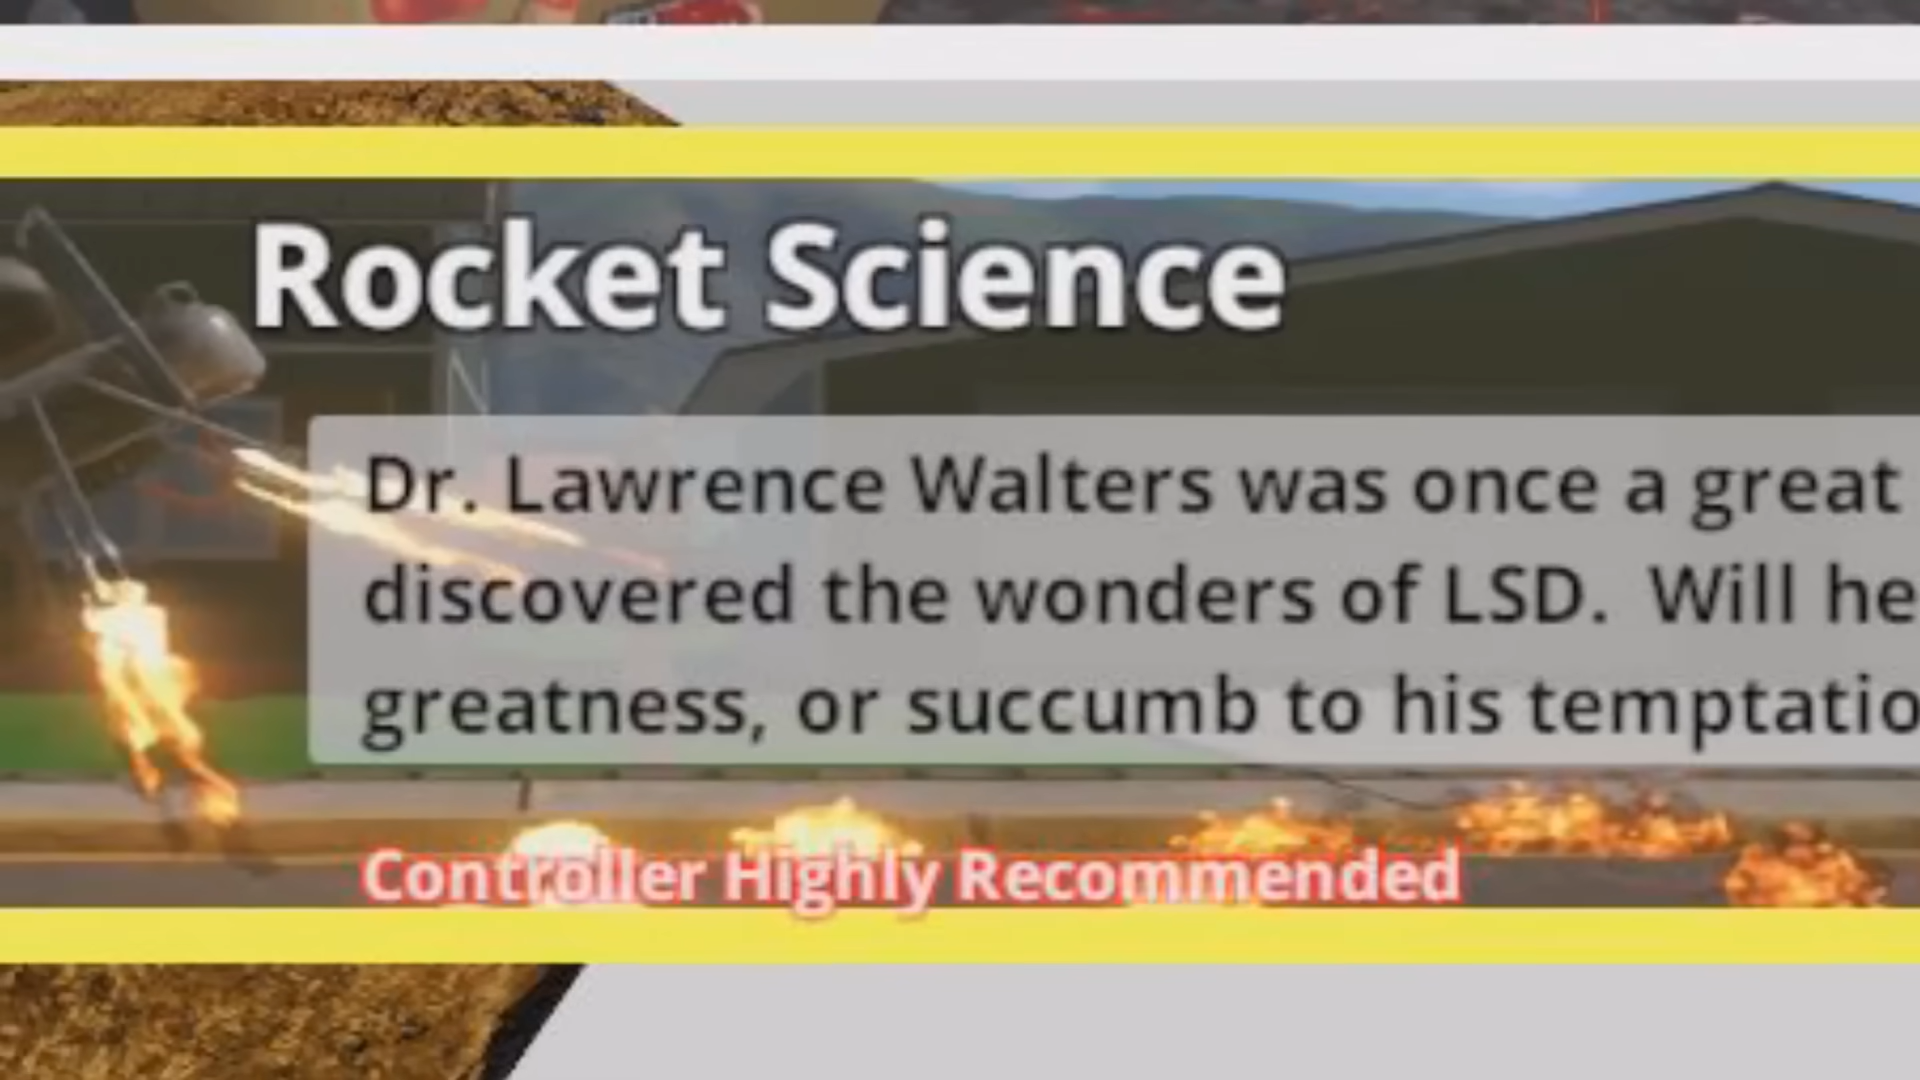 Rocket Science
Dr. Lawrence Walters was once a great
discovered the wonders of LSD. Will he
greatness, or succumb to his temptatio
Controller Highly Recommended